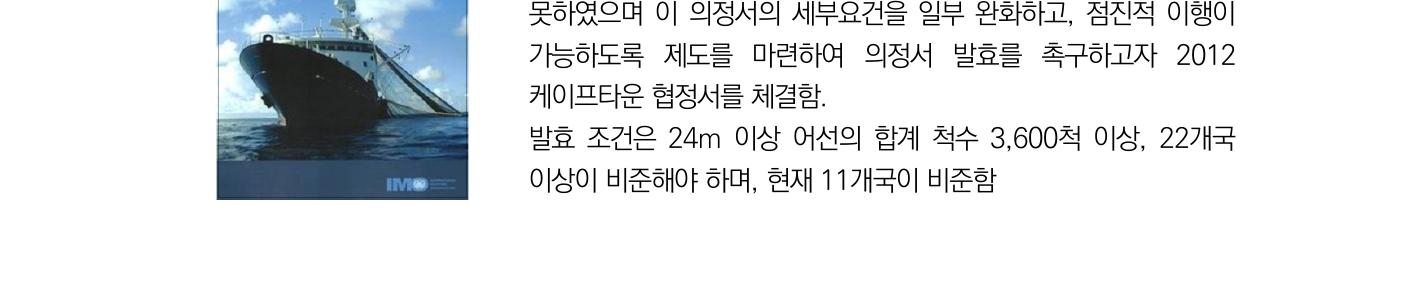 못하였으며 이 의정서의 세부요건을 일부 완화하고, 점진적 이행이
가능하도록 제도를 마련하여 의정서 발효를 촉구하고자 2012
케이프타운 협정서를 체결함.
발효 조건은 24m 이상 어선의 합계 척수 3,600척 이상, 22개국
이상이 비준해야 하며, 현재 11개국이 비준함
IMO